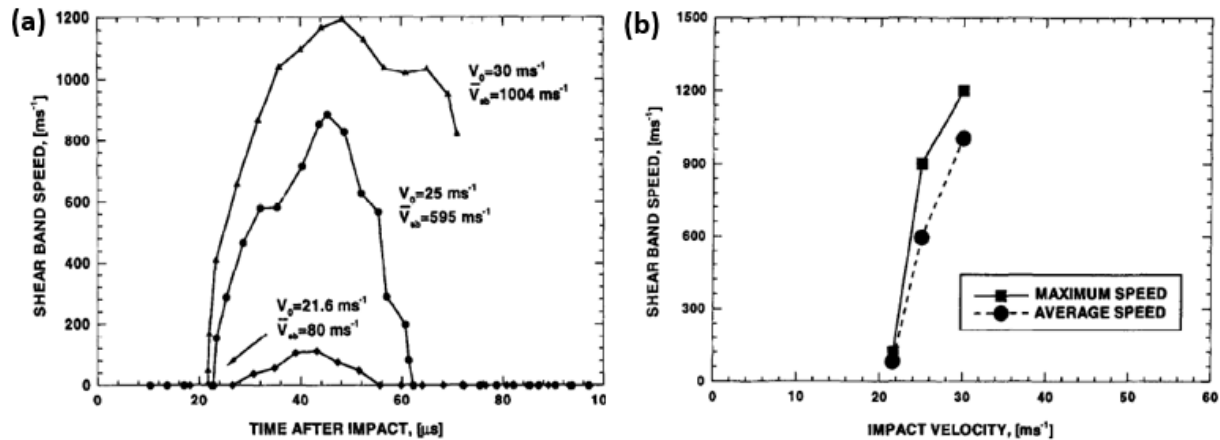 (a)
SHEAR BAND SPEED, [ms⁻¹]
1200
1000
800
600
400
200
0
V₀=30 ms⁻¹
V̅sb=1004 ms⁻¹
V₀=25 ms⁻¹
V̅sb=595 ms⁻¹
V₀=21.6 ms⁻¹
V̅sb=80 ms⁻¹
0 20 40 60 80 10
TIME AFTER IMPACT, [μs]
(b)
SHEAR BAND SPEED, [ms⁻¹]
1500
1200
900
600
300
0
MAXIMUM SPEED
AVERAGE SPEED
0 10 20 30 40 50 60
IMPACT VELOCITY, [ms⁻¹]